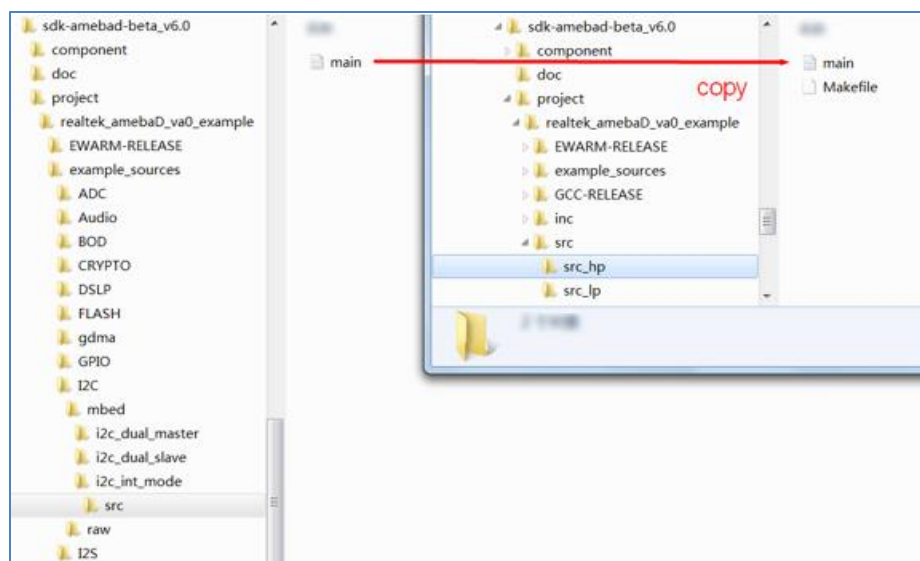 sdk-amebad-beta_v6.0
component
doc
project
realtek_amebaD_va0_example
EWARM-RELEASE
example_sources
ADC
Audio
BOD
CRYPTO
DSLP
FLASH
gdma
GPIO
I2C
mbed
i2c_dual_master
i2c_dual_slave
i2c_int_mode
src
raw
I2S
main
sdk-amebad-beta_v6.0
component
doc
project
realtek_amebaD_va0_example
EWARM-RELEASE
example_sources
GCC-RELEASE
inc
src
src_hp
src_lp
copy
main
Makefile